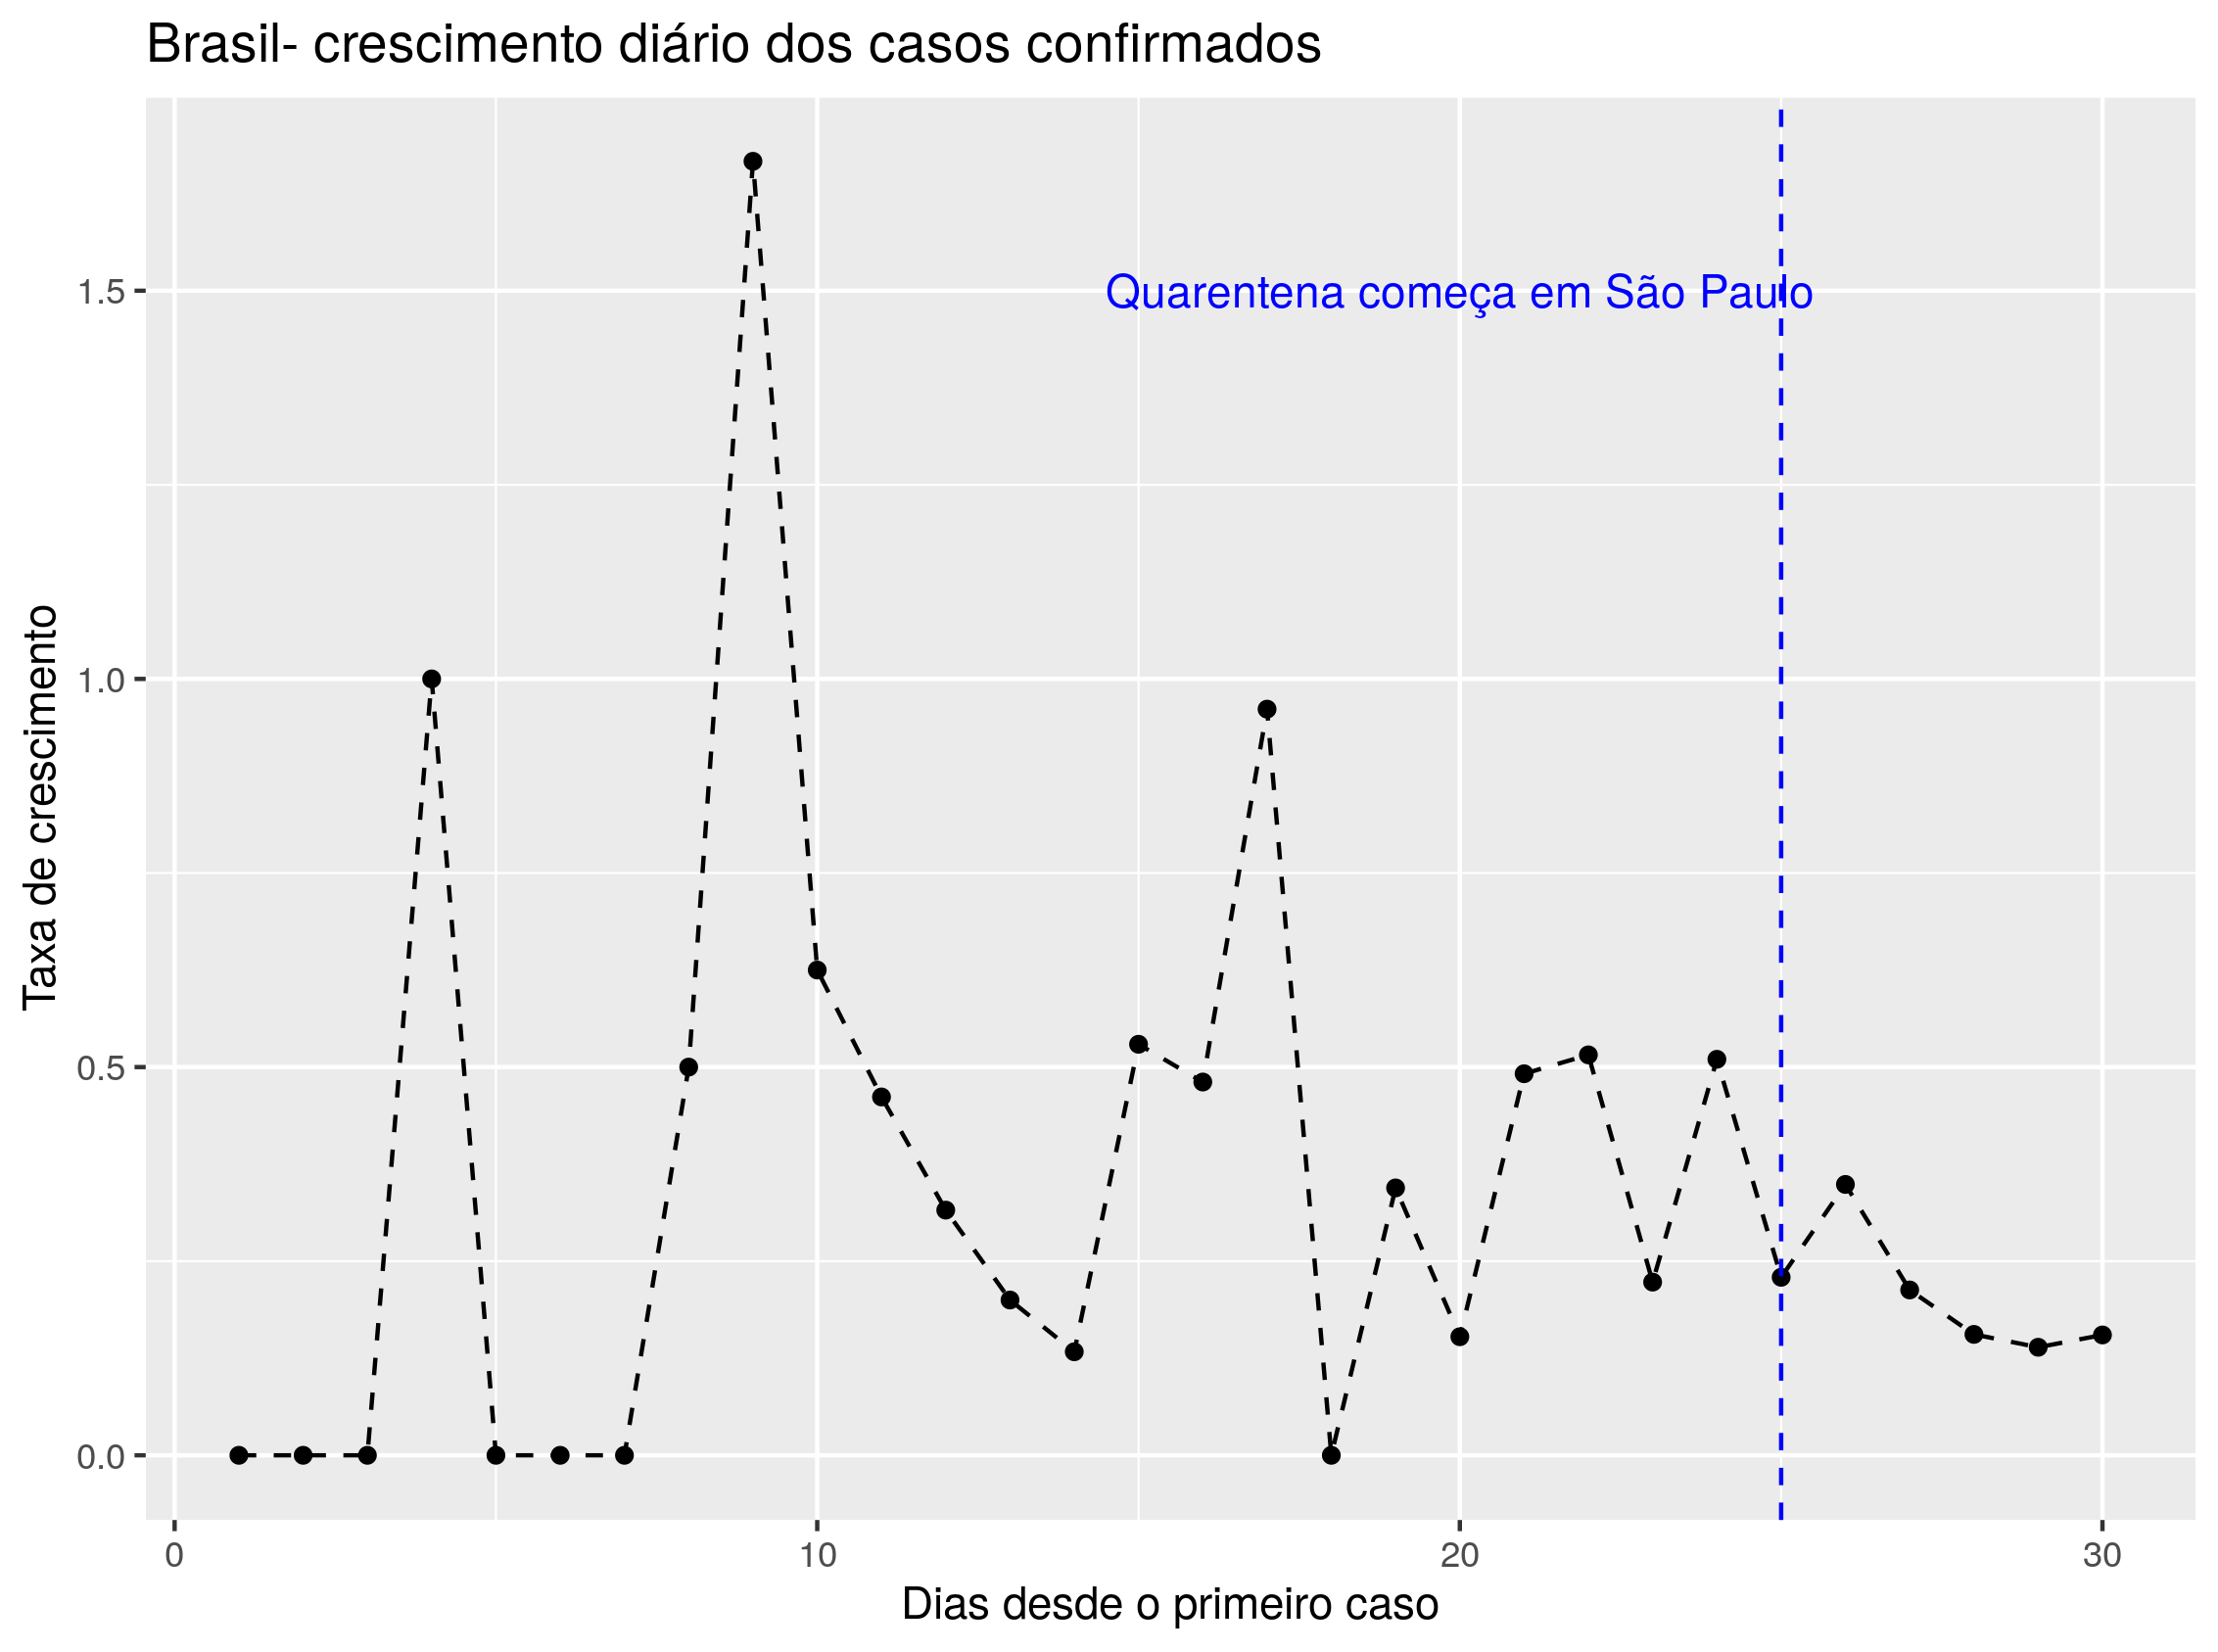 Brasil- crescimento diário dos casos confirmados
Quarentena começa em São Paulo
Taxa de crescimento
1.5
1.0
0.5
0.0
0 10 20 30
Dias desde o primeiro caso